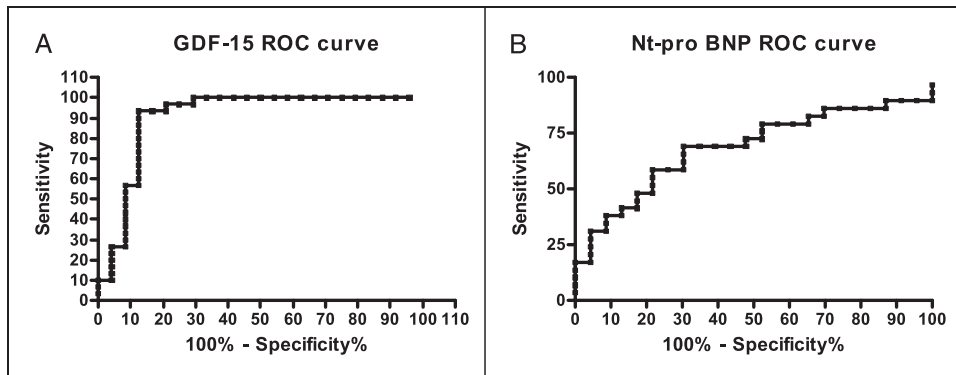 A
GDF-15 ROC curve
110
100
90
80
70
60
50
40
30
20
10
0
Sensitivity
0 10 20 30 40 50 60 70 80 90 100 110
100% - Specificity%
B
Nt-pro BNP ROC curve
100
75
50
25
0
Sensitivity
0 10 20 30 40 50 60 70 80 90 100
100% - Specificity%